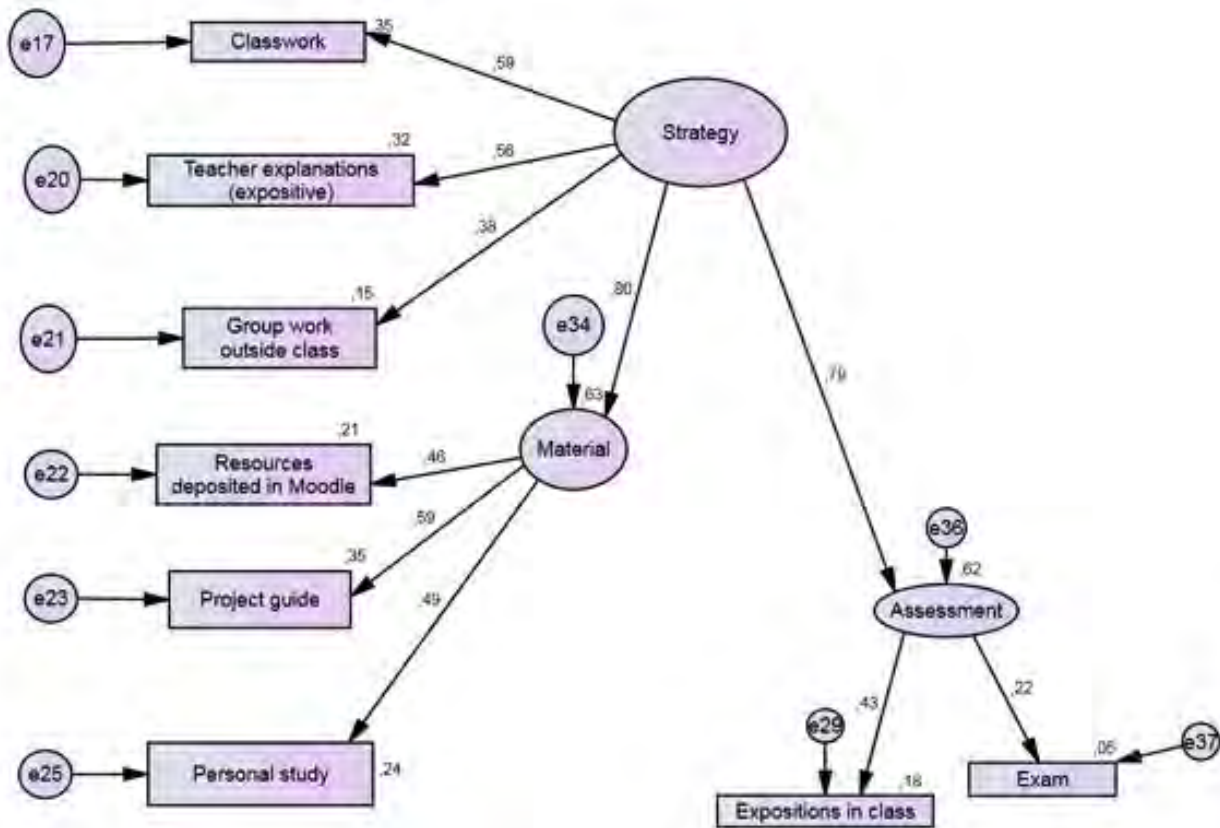 e17
Classwork
,35
,59
Strategy
e20
Teacher explanations
(expositive)
,32
,56
,38
e21
Group work
outside class
,15
e34
,80
,63
Material
,79
e22
Resources
deposited in Moodle
,21
,46
e23
Project guide
,35
,59
,49
e36
,62
Assessment
e25
Personal study
,24
e29
,43
,22
,05
e37
Exam
,18
Expositions in class